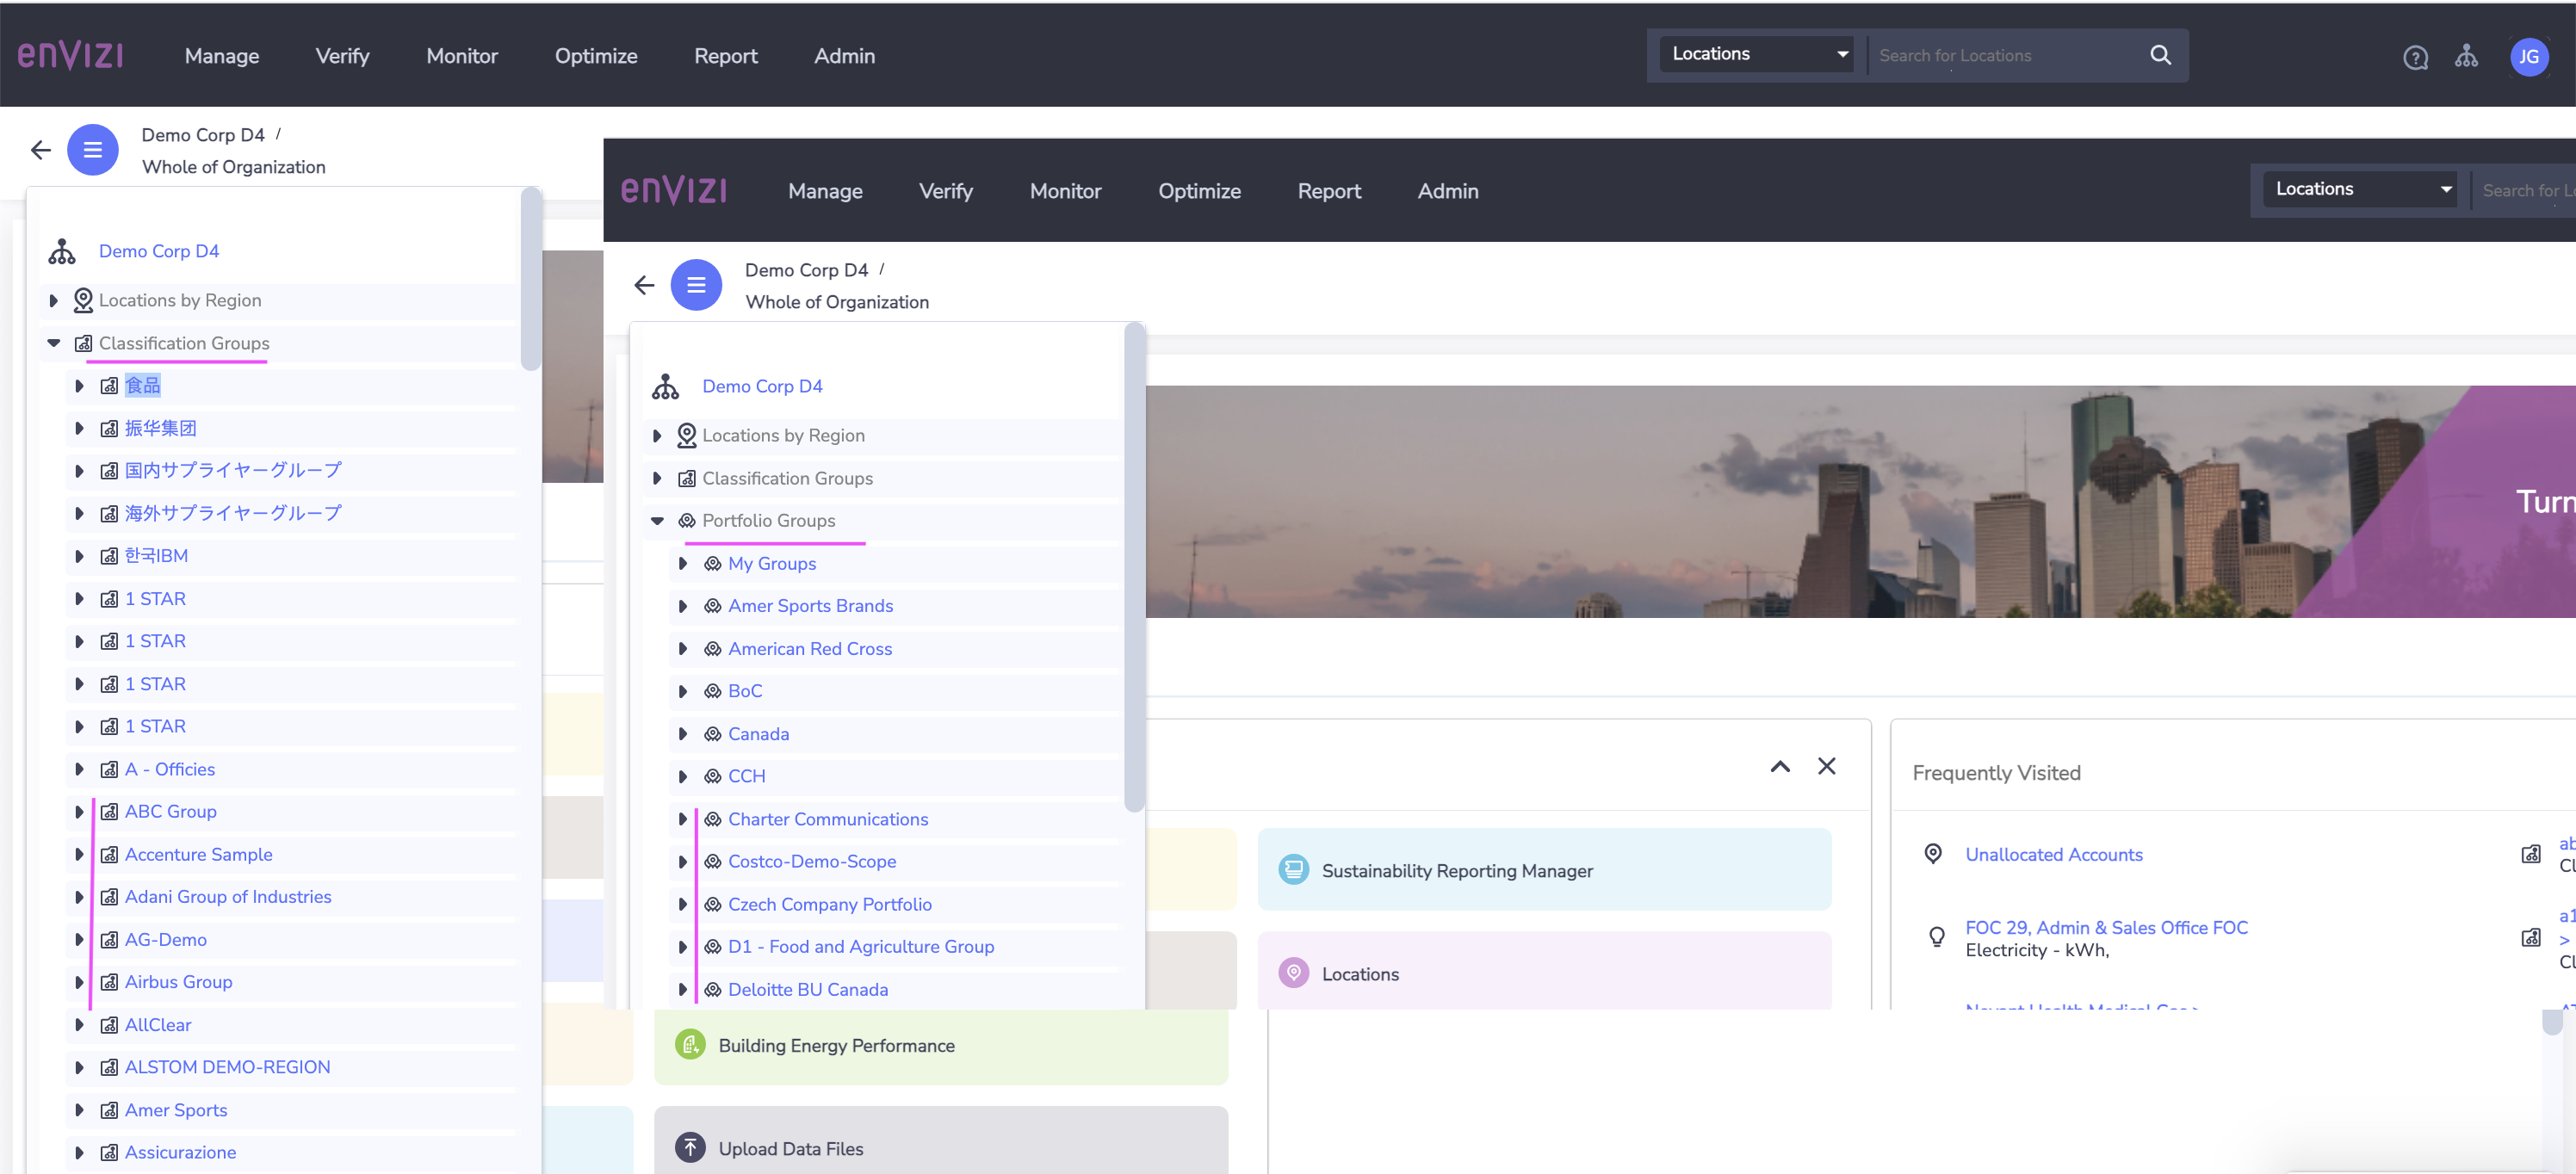 enVIZI
Manage
Verify
Monitor
Optimize
Report
Admin
Locations
Search for Locations
JG
Demo Corp D4 /
Whole of Organization
Demo Corp D4
Locations by Region
Classification Groups
食品
振华集团
国内サプライヤーグループ
海外サプライヤーグループ
한국IBM
1 STAR
1 STAR
1 STAR
1 STAR
A - Officies
ABC Group
Accenture Sample
Adani Group of Industries
AG-Demo
Airbus Group
AllClear
ALSTOM DEMO-REGION
Amer Sports
Assicurazione
enVIZI
Manage
Verify
Monitor
Optimize
Report
Admin
Locations
Search for Lo
Demo Corp D4 /
Whole of Organization
Demo Corp D4
Locations by Region
Classification Groups
Portfolio Groups
My Groups
Amer Sports Brands
American Red Cross
BoC
Canada
CCH
Charter Communications
Costco-Demo-Scope
Czech Company Portfolio
D1 - Food and Agriculture Group
Deloitte BU Canada
Turn
Sustainability Reporting Manager
Locations
Frequently Visited
Unallocated Accounts
FOC 29, Admin & Sales Office FOC
Electricity - kWh,
ab
Cl
a1
>
Cl
Building Energy Performance
Upload Data Files